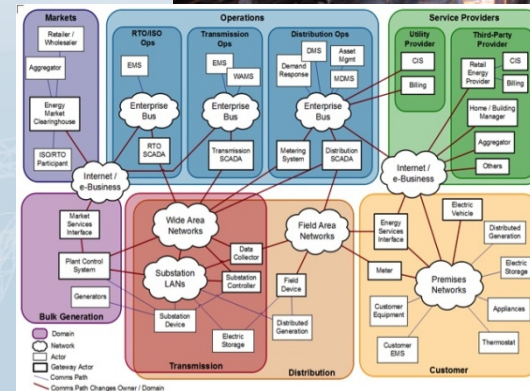 Markets
Retailer /
Wholesaler
Aggregator
Energy
Market
Clearinghouse
ISO/RTO
Participant
Internet /
e-Business
Operations
RTO/ISO
Ops
EMS
Enterprise
Bus
RTO
SCADA
Transmission
Ops
EMS
WAMS
Enterprise
Bus
Transmission
SCADA
Distribution Ops
DMS
Asset
Mgmt
Demand
Response
MDMS
Enterprise
Bus
Metering
System
Distribution
SCADA
Service Providers
Utility
Provider
CIS
Billing
Third-Party
Provider
Retail
Energy
Provider
CIS
Billing
Home / Building
Manager
Aggregator
Others
Internet /
e-Business
Market
Services
Interface
Plant Control
System
Generators
Bulk Generation
Wide Area
Networks
Substation
LANs
Data
Collector
Substation
Controller
Substation
Device
Electric
Storage
Transmission
Field Area
Networks
Field
Device
Distributed
Generation
Distribution
Energy
Services
Interface
Meter
Customer
Equipment
Customer
EMS
Premises
Networks
Electric
Vehicle
Distributed
Generation
Electric
Storage
Appliances
Thermostat
Customer
Domain
Network
Actor
Gateway Actor
Comms Path
Comms Path Changes Owner / Domain